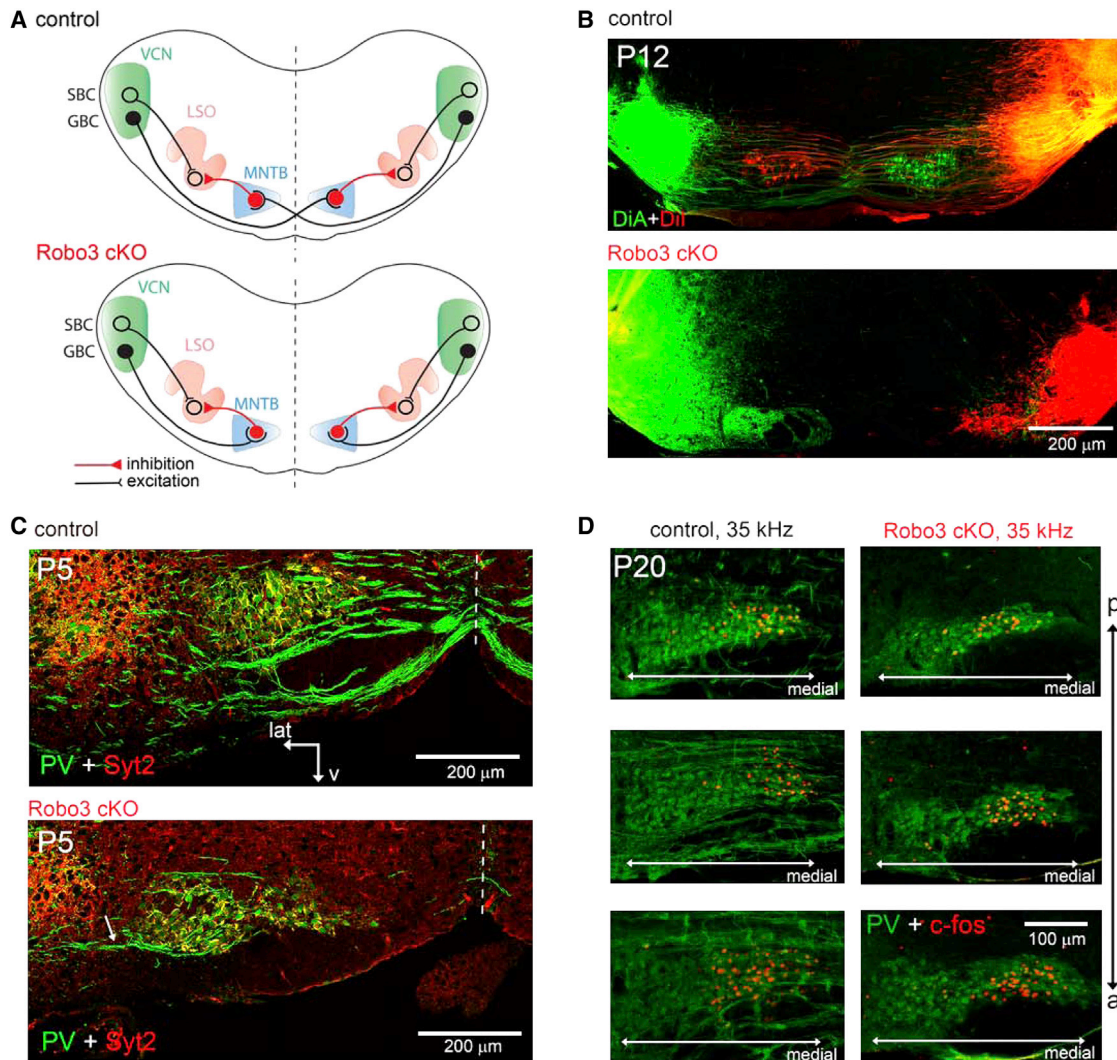 A control
VCN
SBC
GBC
LSO
MNTB
Robo3 cKO
VCN
SBC
GBC
LSO
MNTB
inhibition
excitation
B control
P12
DiA+DiI
Robo3 cKO
200 µm
C control
P5
lat
v
PV + Syt2
200 µm
Robo3 cKO
P5
PV + Syt2
200 µm
D
control, 35 kHz
Robo3 cKO, 35 kHz
P20
p
medial
medial
medial
medial
PV + c-fos
100 µm
a
medial
medial